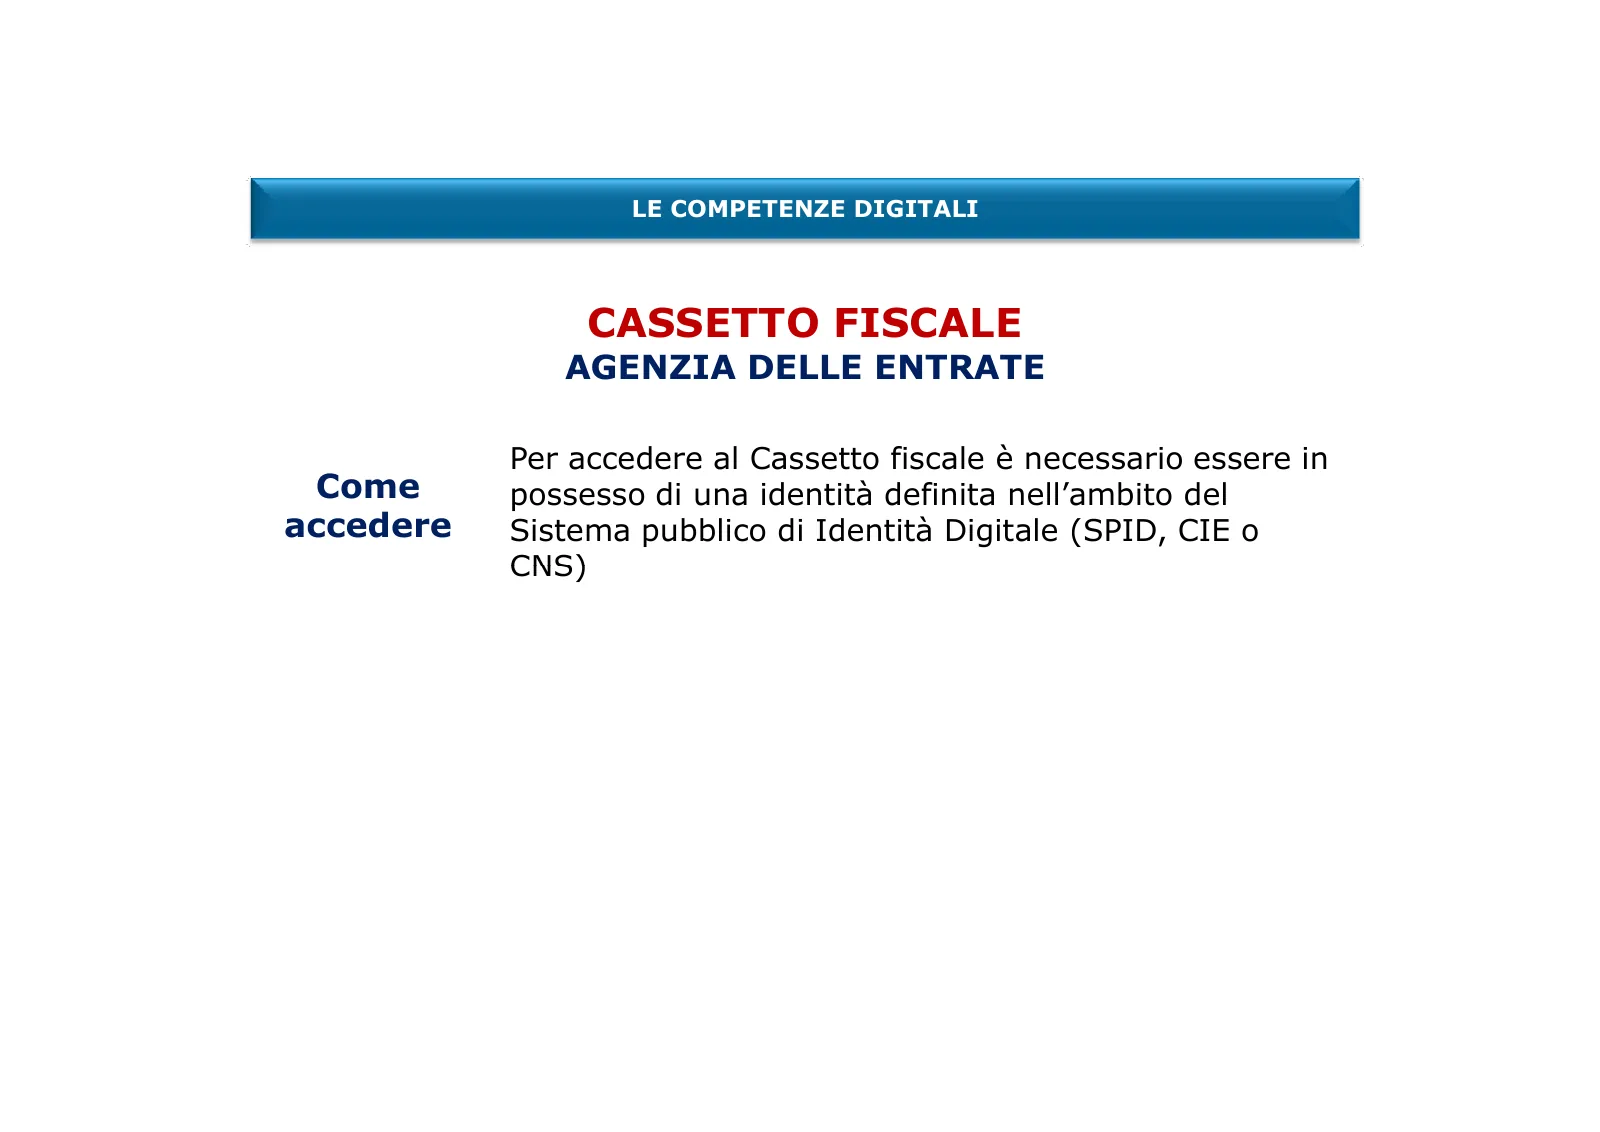 LE COMPETENZE DIGITALI
CASSETTO FISCALE
AGENZIA DELLE ENTRATE
Come
accedere
Per accedere al Cassetto fiscale è necessario essere in
possesso di una identità definita nell’ambito del
Sistema pubblico di Identità Digitale (SPID, CIE o
CNS)